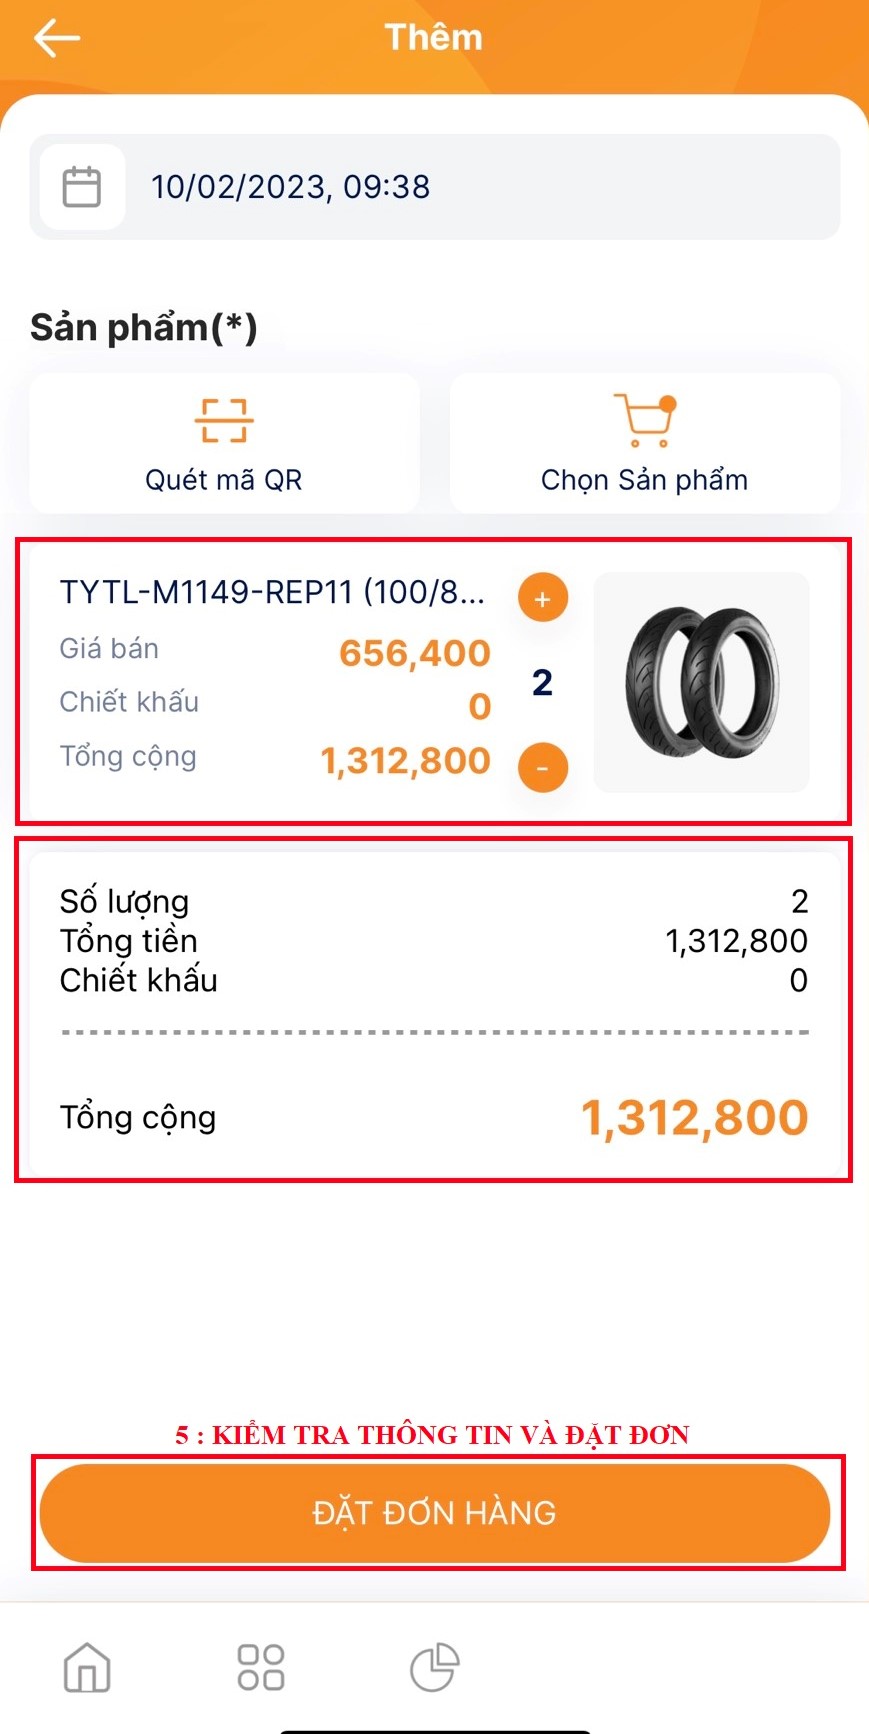 Thêm
10/02/2023, 09:38
Sản phẩm(*)
Quét mã QR
Chọn Sản phẩm
TYTL-M1149-REP11 (100/8...
+
Giá bán 656,400
2
Chiết khấu 0
Tổng cộng 1,312,800
-
Số lượng 2
Tổng tiền 1,312,800
Chiết khấu 0
Tổng cộng 1,312,800
5 : KIỂM TRA THÔNG TIN VÀ ĐẶT ĐƠN
ĐẶT ĐƠN HÀNG